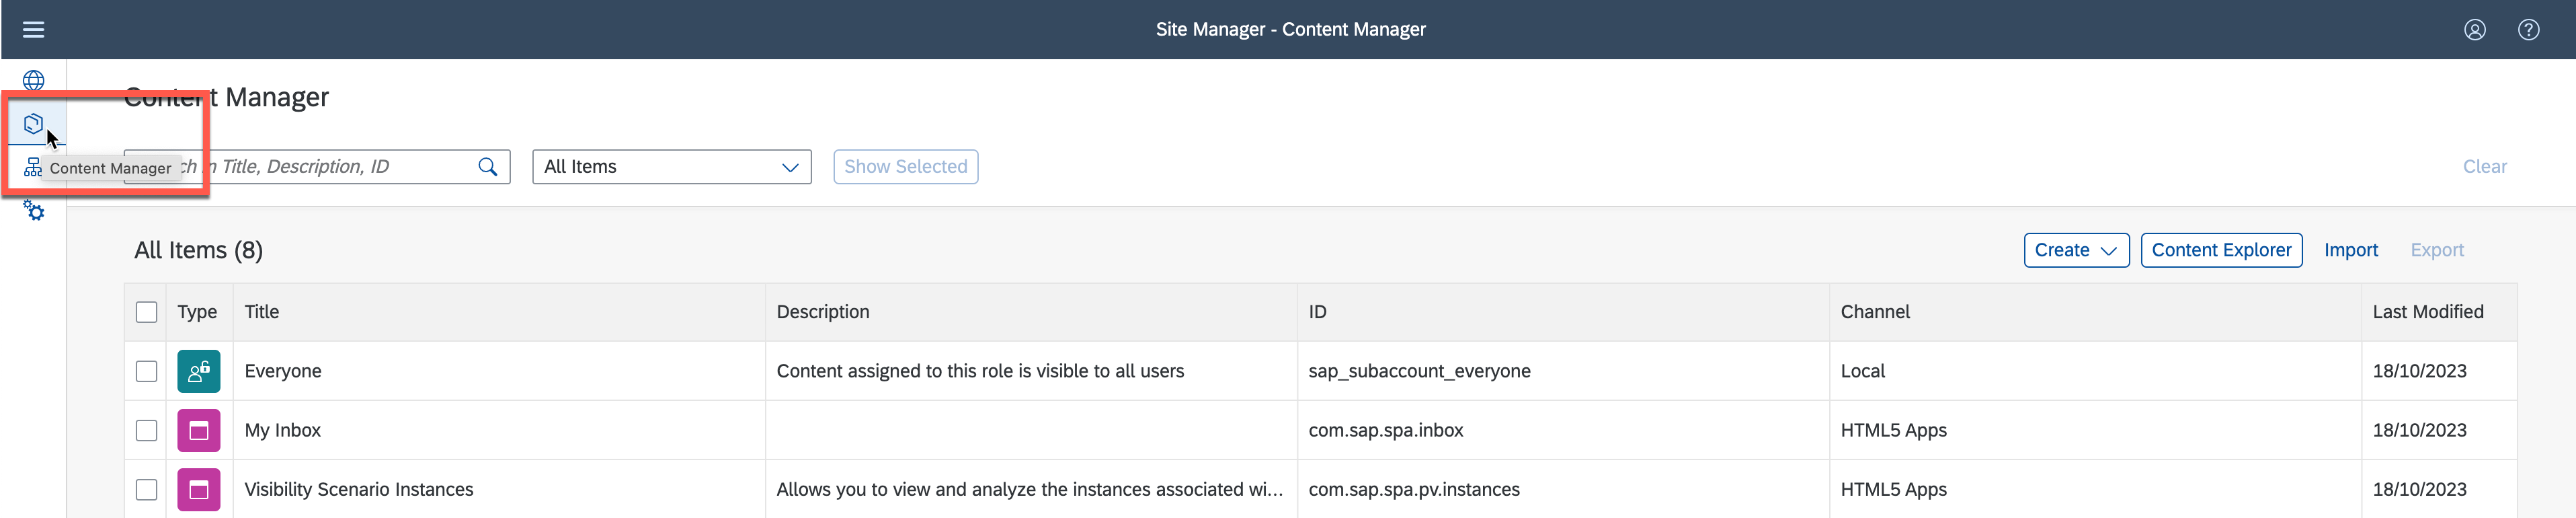 Site Manager - Content Manager
Content Manager
Content Manager
ch in Title, Description, ID
All Items
Show Selected
Clear
All Items (8)
Create
Content Explorer
Import
Export
Type
Title
Description
ID
Channel
Last Modified
Everyone
Content assigned to this role is visible to all users
sap_subaccount_everyone
Local
18/10/2023
My Inbox
com.sap.spa.inbox
HTML5 Apps
18/10/2023
Visibility Scenario Instances
Allows you to view and analyze the instances associated wi...
com.sap.spa.pv.instances
HTML5 Apps
18/10/2023